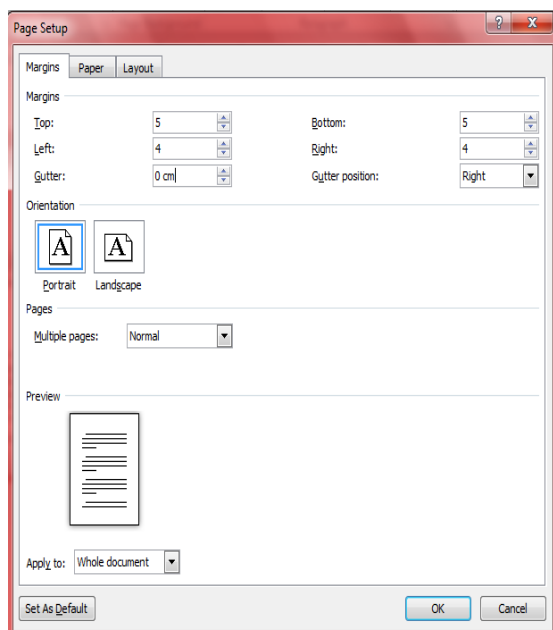 Page Setup ? X
Margins Paper Layout
Margins
Top: 5 Bottom: 5
Left: 4 Right: 4
Gutter: 0 cm Gutter position: Right
Orientation
A A
Portrait Landscape
Pages
Multiple pages: Normal
Preview
Apply to: Whole document
Set As Default OK Cancel